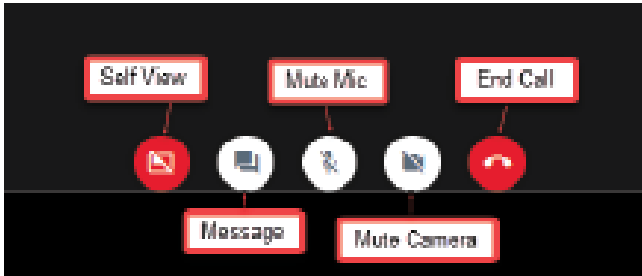 Self View
Mute Mic
End Call
Message
Mute Camera